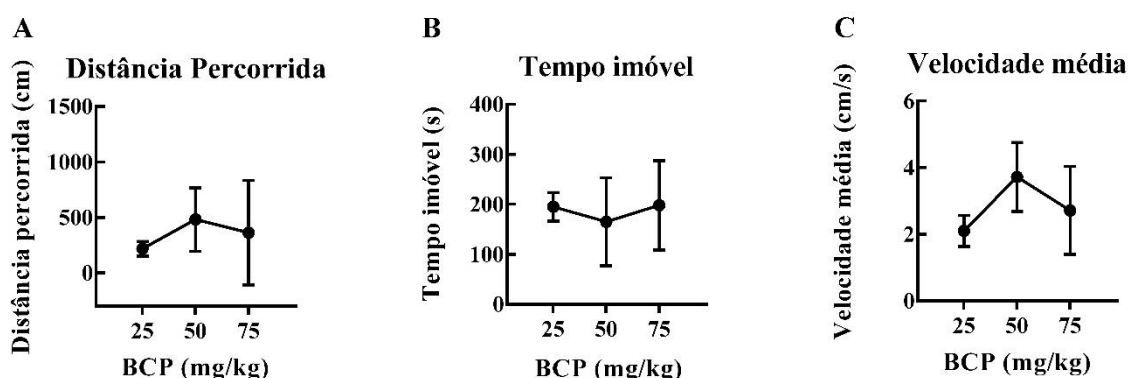 A
Distância Percorrida
Distância percorrida (cm)
1500
1000
500
0
25 50 75
BCP (mg/kg)
B
Tempo imóvel
Tempo imóvel (s)
400
300
200
100
0
25 50 75
BCP (mg/kg)
C
Velocidade média
Velocidade média (cm/s)
6
4
2
0
25 50 75
BCP (mg/kg)